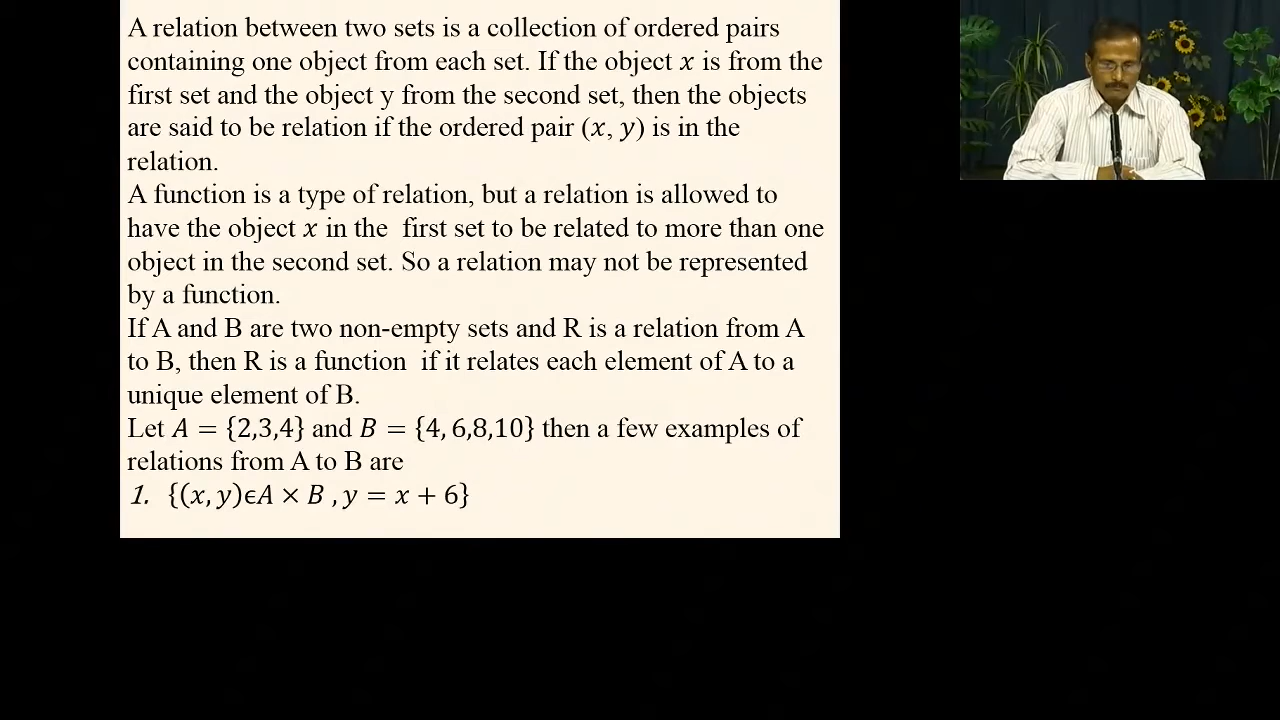 A relation between two sets is a collection of ordered pairs
containing one object from each set. If the object x is from the
first set and the object y from the second set, then the objects
are said to be relation if the ordered pair (x, y) is in the
relation.
A function is a type of relation, but a relation is allowed to
have the object x in the first set to be related to more than one
object in the second set. So a relation may not be represented
by a function.
If A and B are two non-empty sets and R is a relation from A
to B, then R is a function if it relates each element of A to a
unique element of B.
Let A = {2,3,4} and B = {4, 6,8,10} then a few examples of
relations from A to B are
1. {(x, y)ϵA × B , y = x + 6}